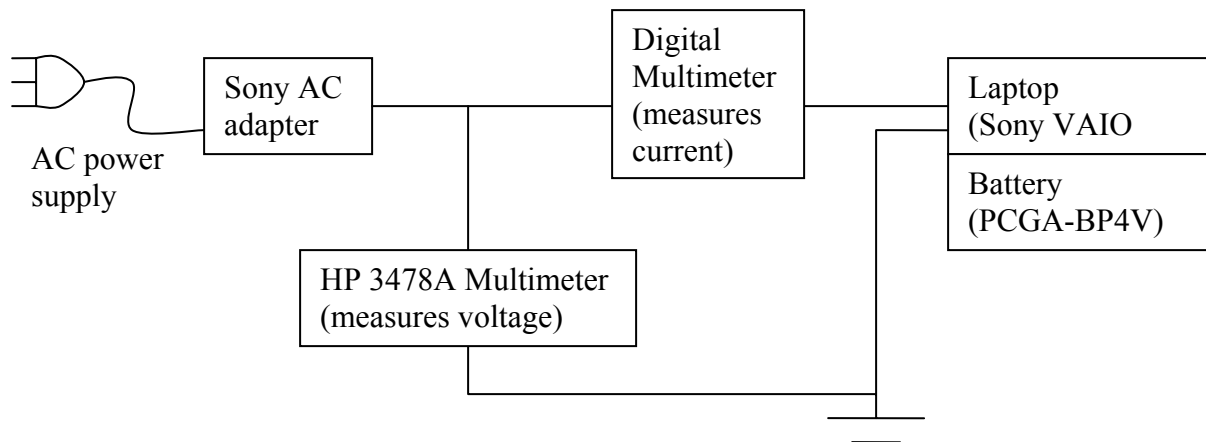 AC power
supply
Sony AC
adapter
HP 3478A Multimeter
(measures voltage)
Digital
Multimeter
(measures
current)
Laptop
(Sony VAIO
Battery
(PCGA-BP4V)